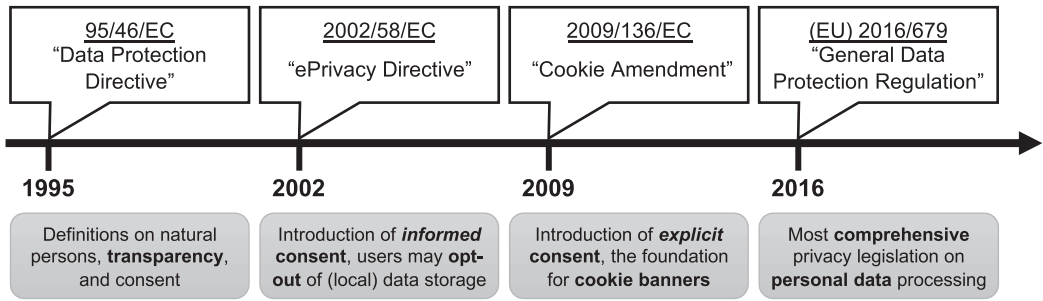 95/46/EC
“Data Protection
Directive”
2002/58/EC
“ePrivacy Directive”
2009/136/EC
“Cookie Amendment”
(EU) 2016/679
“General Data
Protection Regulation”
1995
2002
2009
2016
Definitions on natural
persons, transparency,
and consent
Introduction of informed
consent, users may opt-
out of (local) data storage
Introduction of explicit
consent, the foundation
for cookie banners
Most comprehensive
privacy legislation on
personal data processing